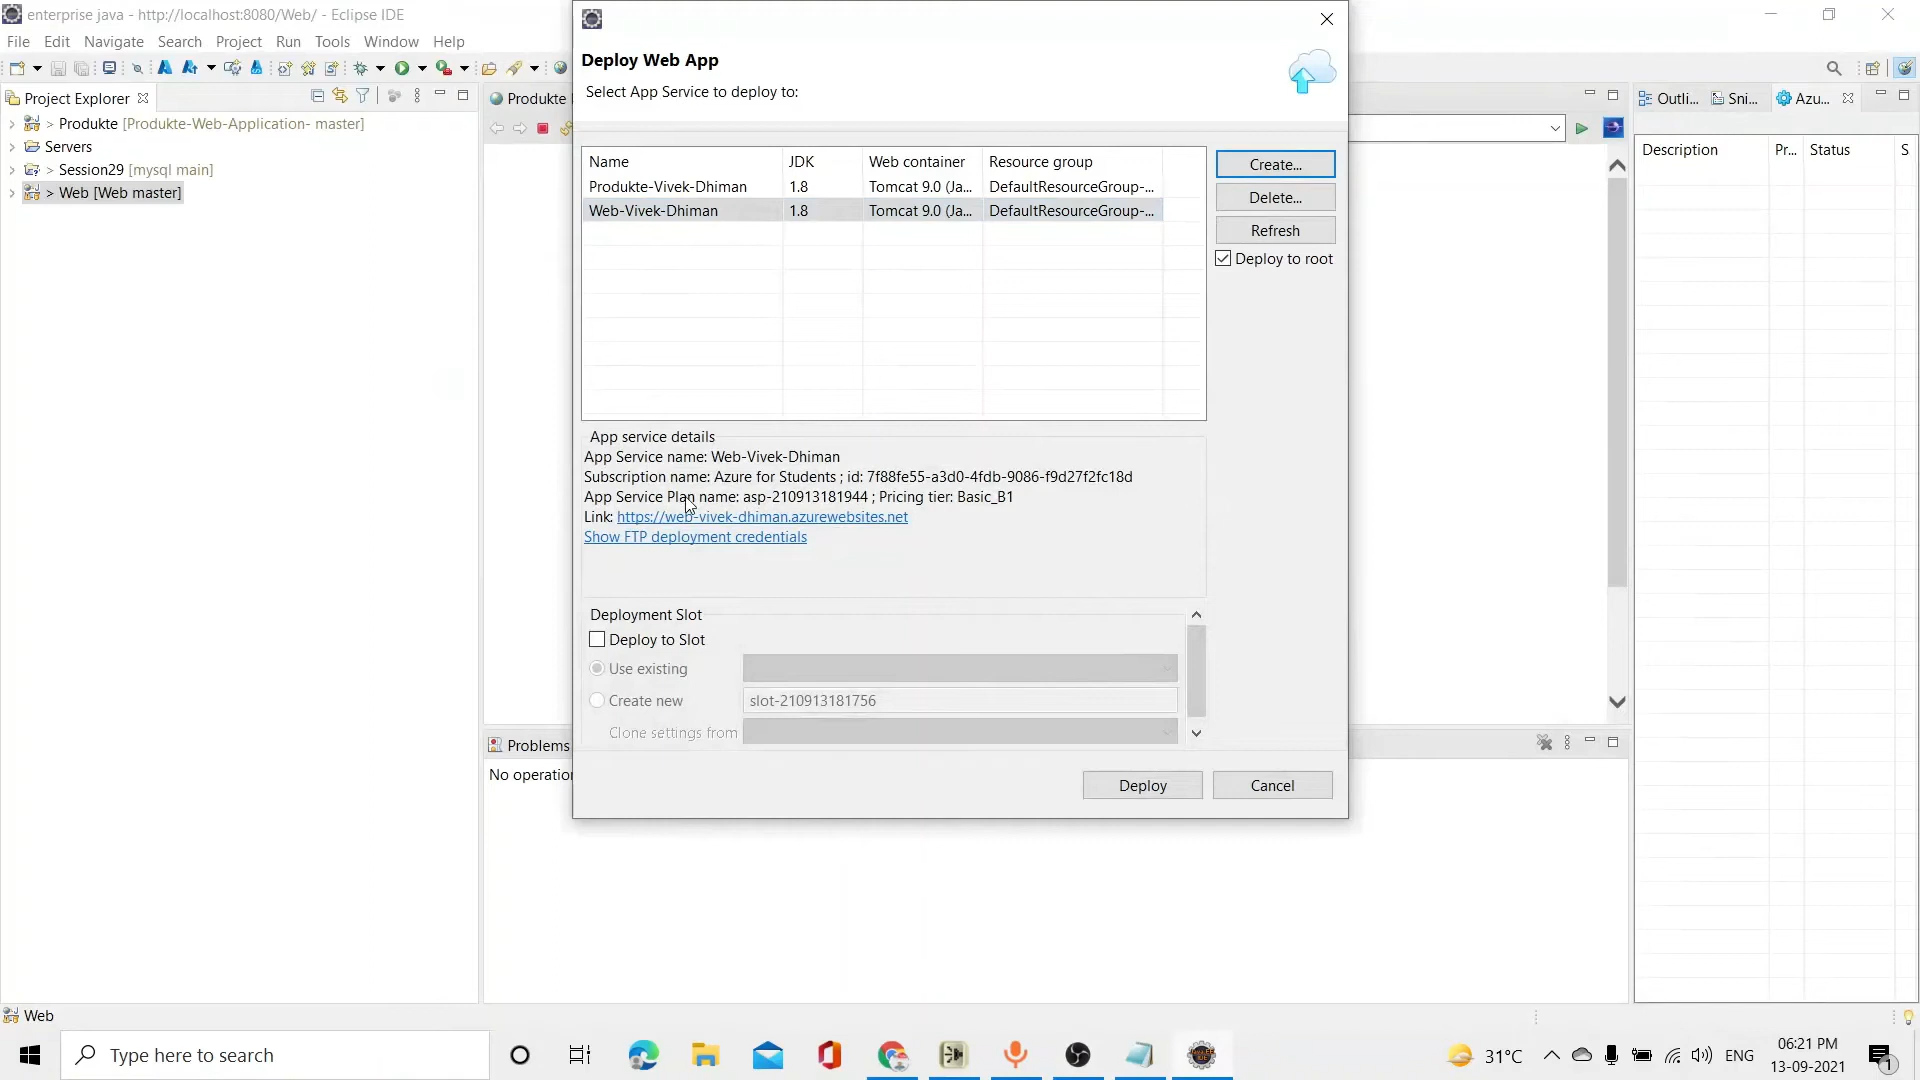 enterprise java - http://localhost:8080/Web/ - Eclipse IDE
File Edit Navigate Search Project Run Tools Window Help
Project Explorer
> Produkte [Produkte-Web-Application- master]
Servers
> Session29 [mysql main]
> Web [Web master]
Produkte
Deploy Web App
Select App Service to deploy to:
Name JDK Web container Resource group
Produkte-Vivek-Dhiman 1.8 Tomcat 9.0 (Ja... DefaultResourceGroup-...
Web-Vivek-Dhiman 1.8 Tomcat 9.0 (Ja... DefaultResourceGroup-...
Create...
Delete...
Refresh
Deploy to root
App service details
App Service name: Web-Vivek-Dhiman
Subscription name: Azure for Students ; id: 7f88fe55-a3d0-4fdb-9086-f9d27f2fc18d
App Service Plan name: asp-210913181944 ; Pricing tier: Basic_B1
Link: https://web-vivek-dhiman.azurewebsites.net
Show FTP deployment credentials
Deployment Slot
Deploy to Slot
Use existing
Create new slot-210913181756
Clone settings from
Deploy Cancel
Outli... Sni... Azu...
Description Pr... Status S
Problems
No operation
Web
Type here to search
31°C ENG
06:21 PM
13-09-2021
1